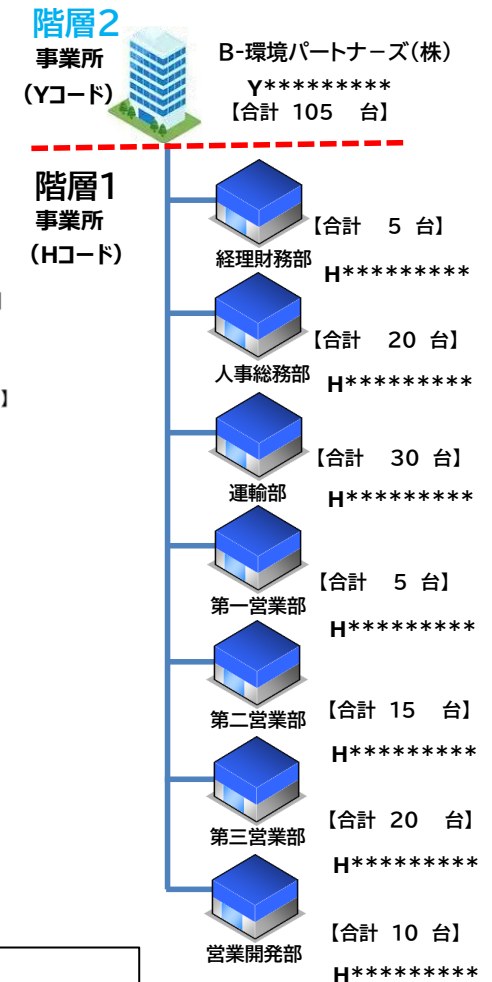 階層2
事業所
(Yコード)
B-環境パートナーズ(株)
Y*********
【合計 105 台】
階層1
事業所
(Hコード)
【合計 5 台】
経理財務部
H*********
【合計 20 台】
人事総務部
H*********
【合計 30 台】
運輸部
H*********
【合計 5 台】
第一営業部
H*********
【合計 15 台】
第二営業部
H*********
【合計 20 台】
第三営業部
H*********
【合計 10 台】
営業開発部
H*********
】